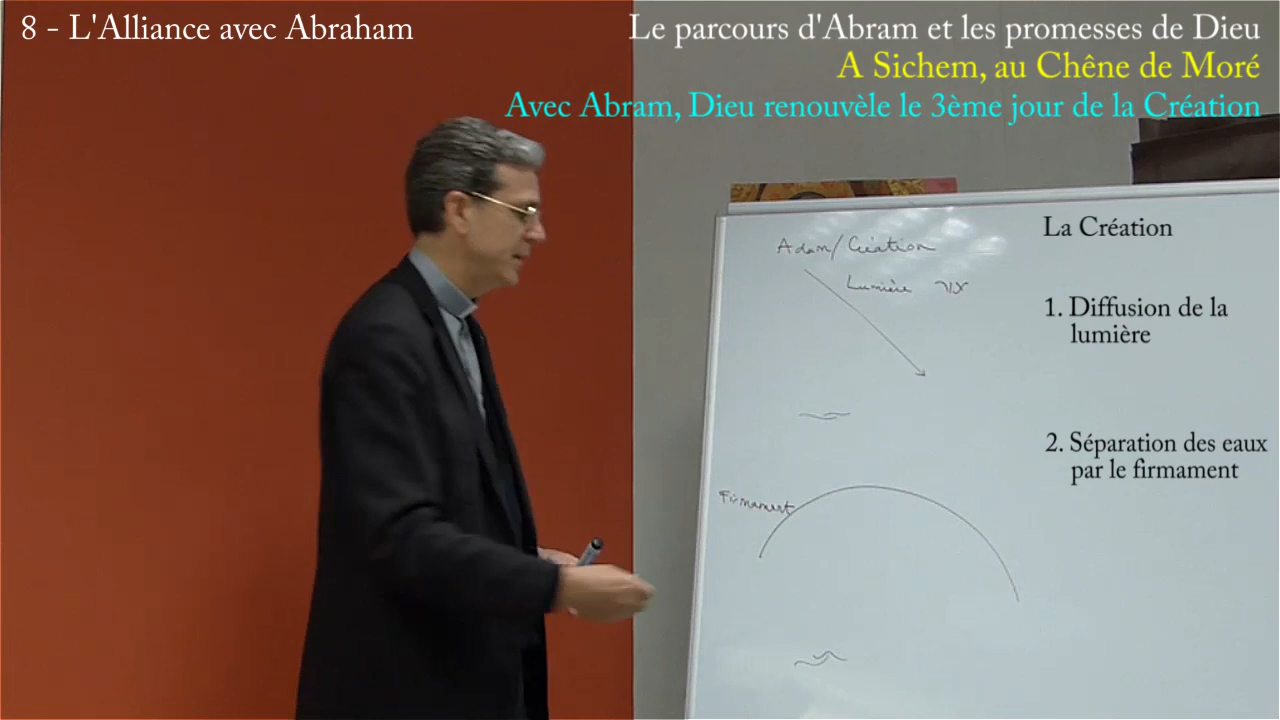 8 - L'Alliance avec Abraham
Le parcours d'Abram et les promesses de Dieu
A Sichem, au Chêne de Moré
Avec Abram, Dieu renouvèle le 3ème jour de la Création
La Création
Adam/Création
Lumière אור
1. Diffusion de la
lumière
2. Séparation des eaux
par le firmament
Firmament